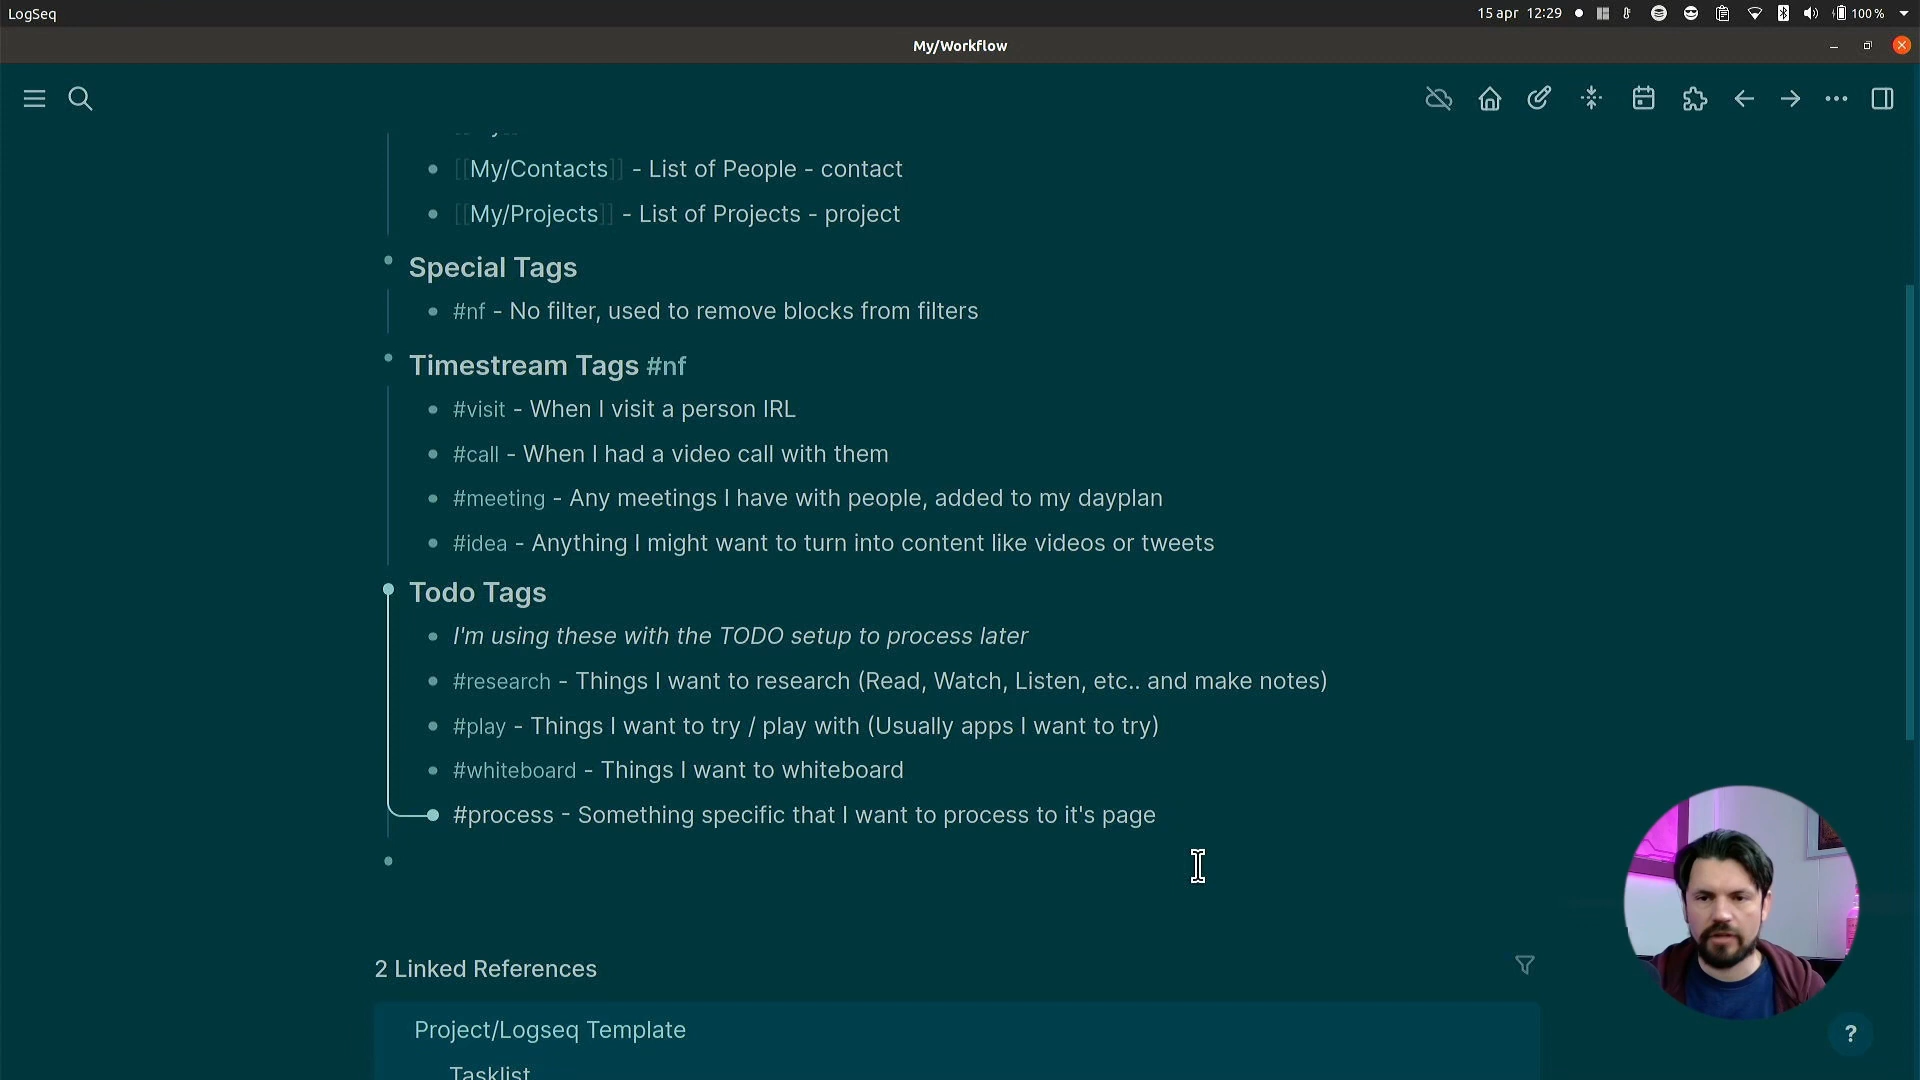 LogSeq
15 apr 12:29
100 %
My/Workflow
[[My/Contacts]] - List of People - contact
[[My/Projects]] - List of Projects - project
Special Tags
#nf - No filter, used to remove blocks from filters
Timestream Tags #nf
#visit - When I visit a person IRL
#call - When I had a video call with them
#meeting - Any meetings I have with people, added to my dayplan
#idea - Anything I might want to turn into content like videos or tweets
Todo Tags
I'm using these with the TODO setup to process later
#research - Things I want to research (Read, Watch, Listen, etc.. and make notes)
#play - Things I want to try / play with (Usually apps I want to try)
#whiteboard - Things I want to whiteboard
#process - Something specific that I want to process to it's page
2 Linked References
Project/Logseq Template
Tasklist
?